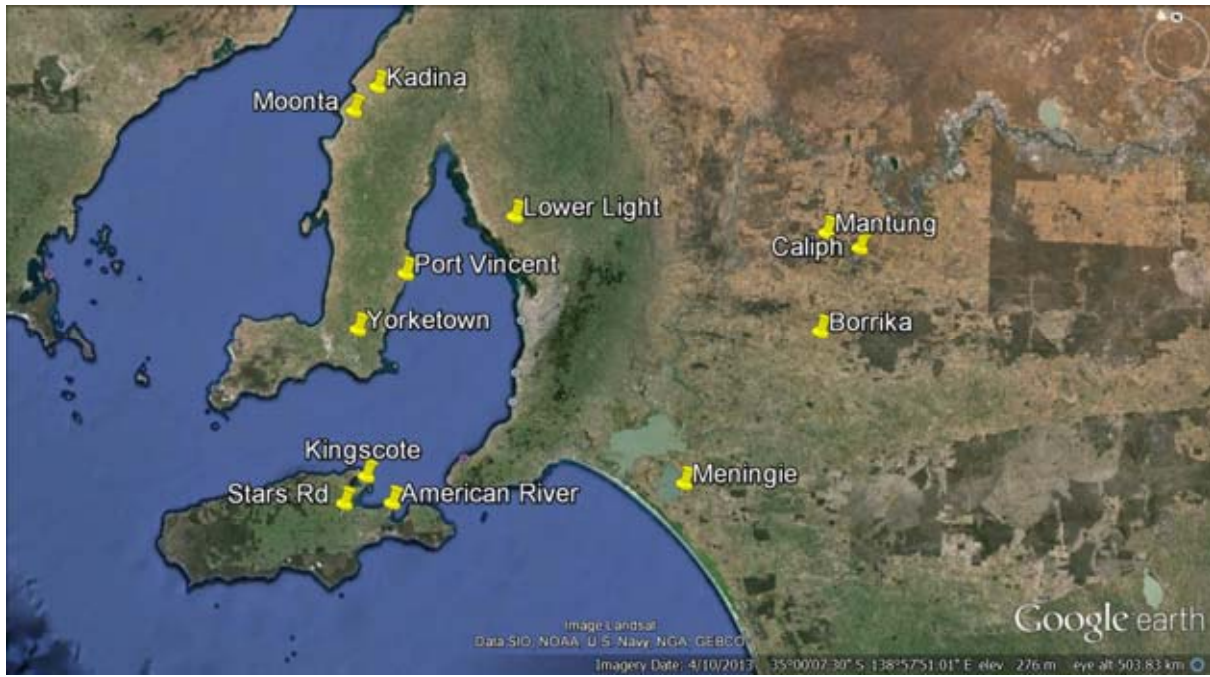 N
Kadina
Moonta
Lower Light
Mantung
Caliph
Port Vincent
Yorketown
Borrika
Kingscote
Stars Rd
American River
Meningie
Google earth
Image Landsat
Data SIO, NOAA, U.S. Navy, NGA, GEBCO
Imagery Date: 4/10/2013 35°00'07.30" S 138°57'51.01" E elev 276 m eye alt 503.83 km